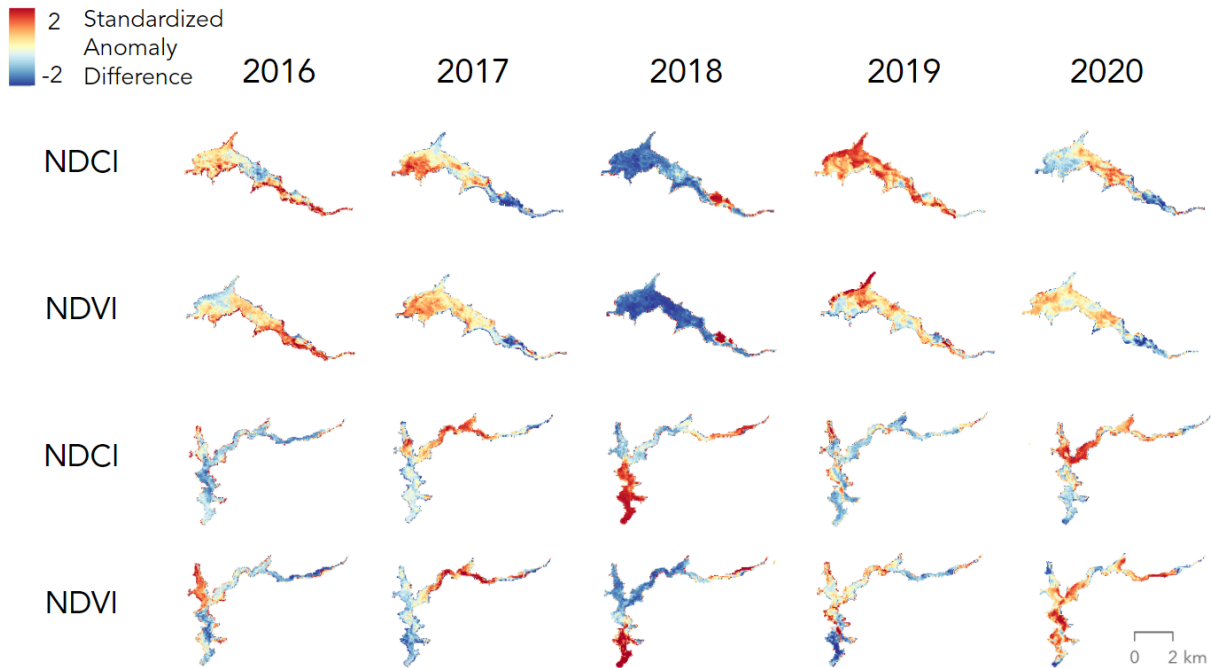 2 Standardized
Anomaly
-2 Difference
2016 2017 2018 2019 2020
NDCI
NDVI
NDCI
NDVI
0 2 km